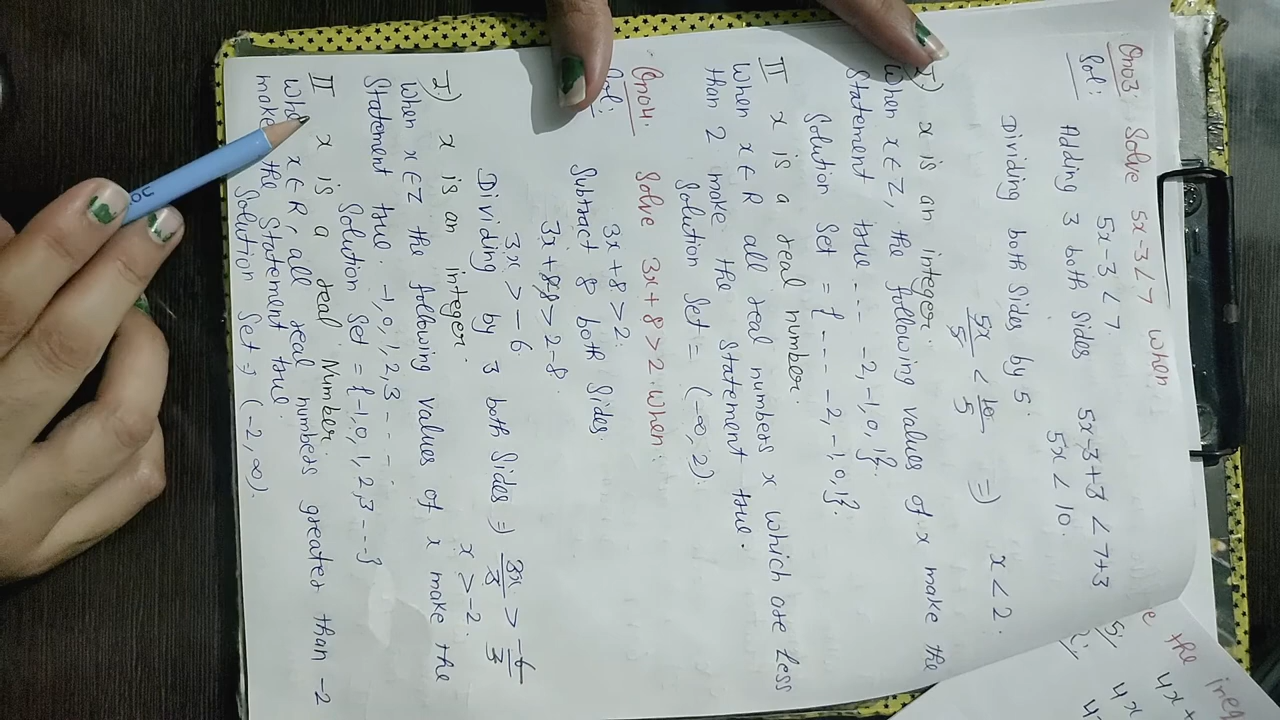 Qno3: Solve 5x-3<7 when
Sol: 5x-3<7.
Adding 3 both Sides 5x-3+3<7+3
5x<10.
Dividing both Sides by 5.
5x/5 < 10/5 => x<2.
I) x is an integer.
When x∈Z, the following values of x make the
Statement true --- -2,-1,0,1}.
Solution Set = {---- -2,-1,0,1}.
II x is a real number.
When x∈R all real numbers x which are less
than 2 make the Statement true.
Solution Set = (-∞,2).
Qno4. Solve 3x+8>2. when:
Sol: 3x+8>2.
Subtract 8 both Sides.
3x+8-8>2-8.
3x>-6
Dividing by 3 both Sides => 3x/3 > -6/3
x>-2.
I) x is an integer.
When x∈Z the following values of x make the
Statement true. -1,0,1,2,3----
Solution Set = {-1,0,1,2,3---}
II x is a real Number.
x∈R, all real numbers greater than -2
make the Statement true.
Solution Set => (-2,∞).
the
4x+
5;
4x
4